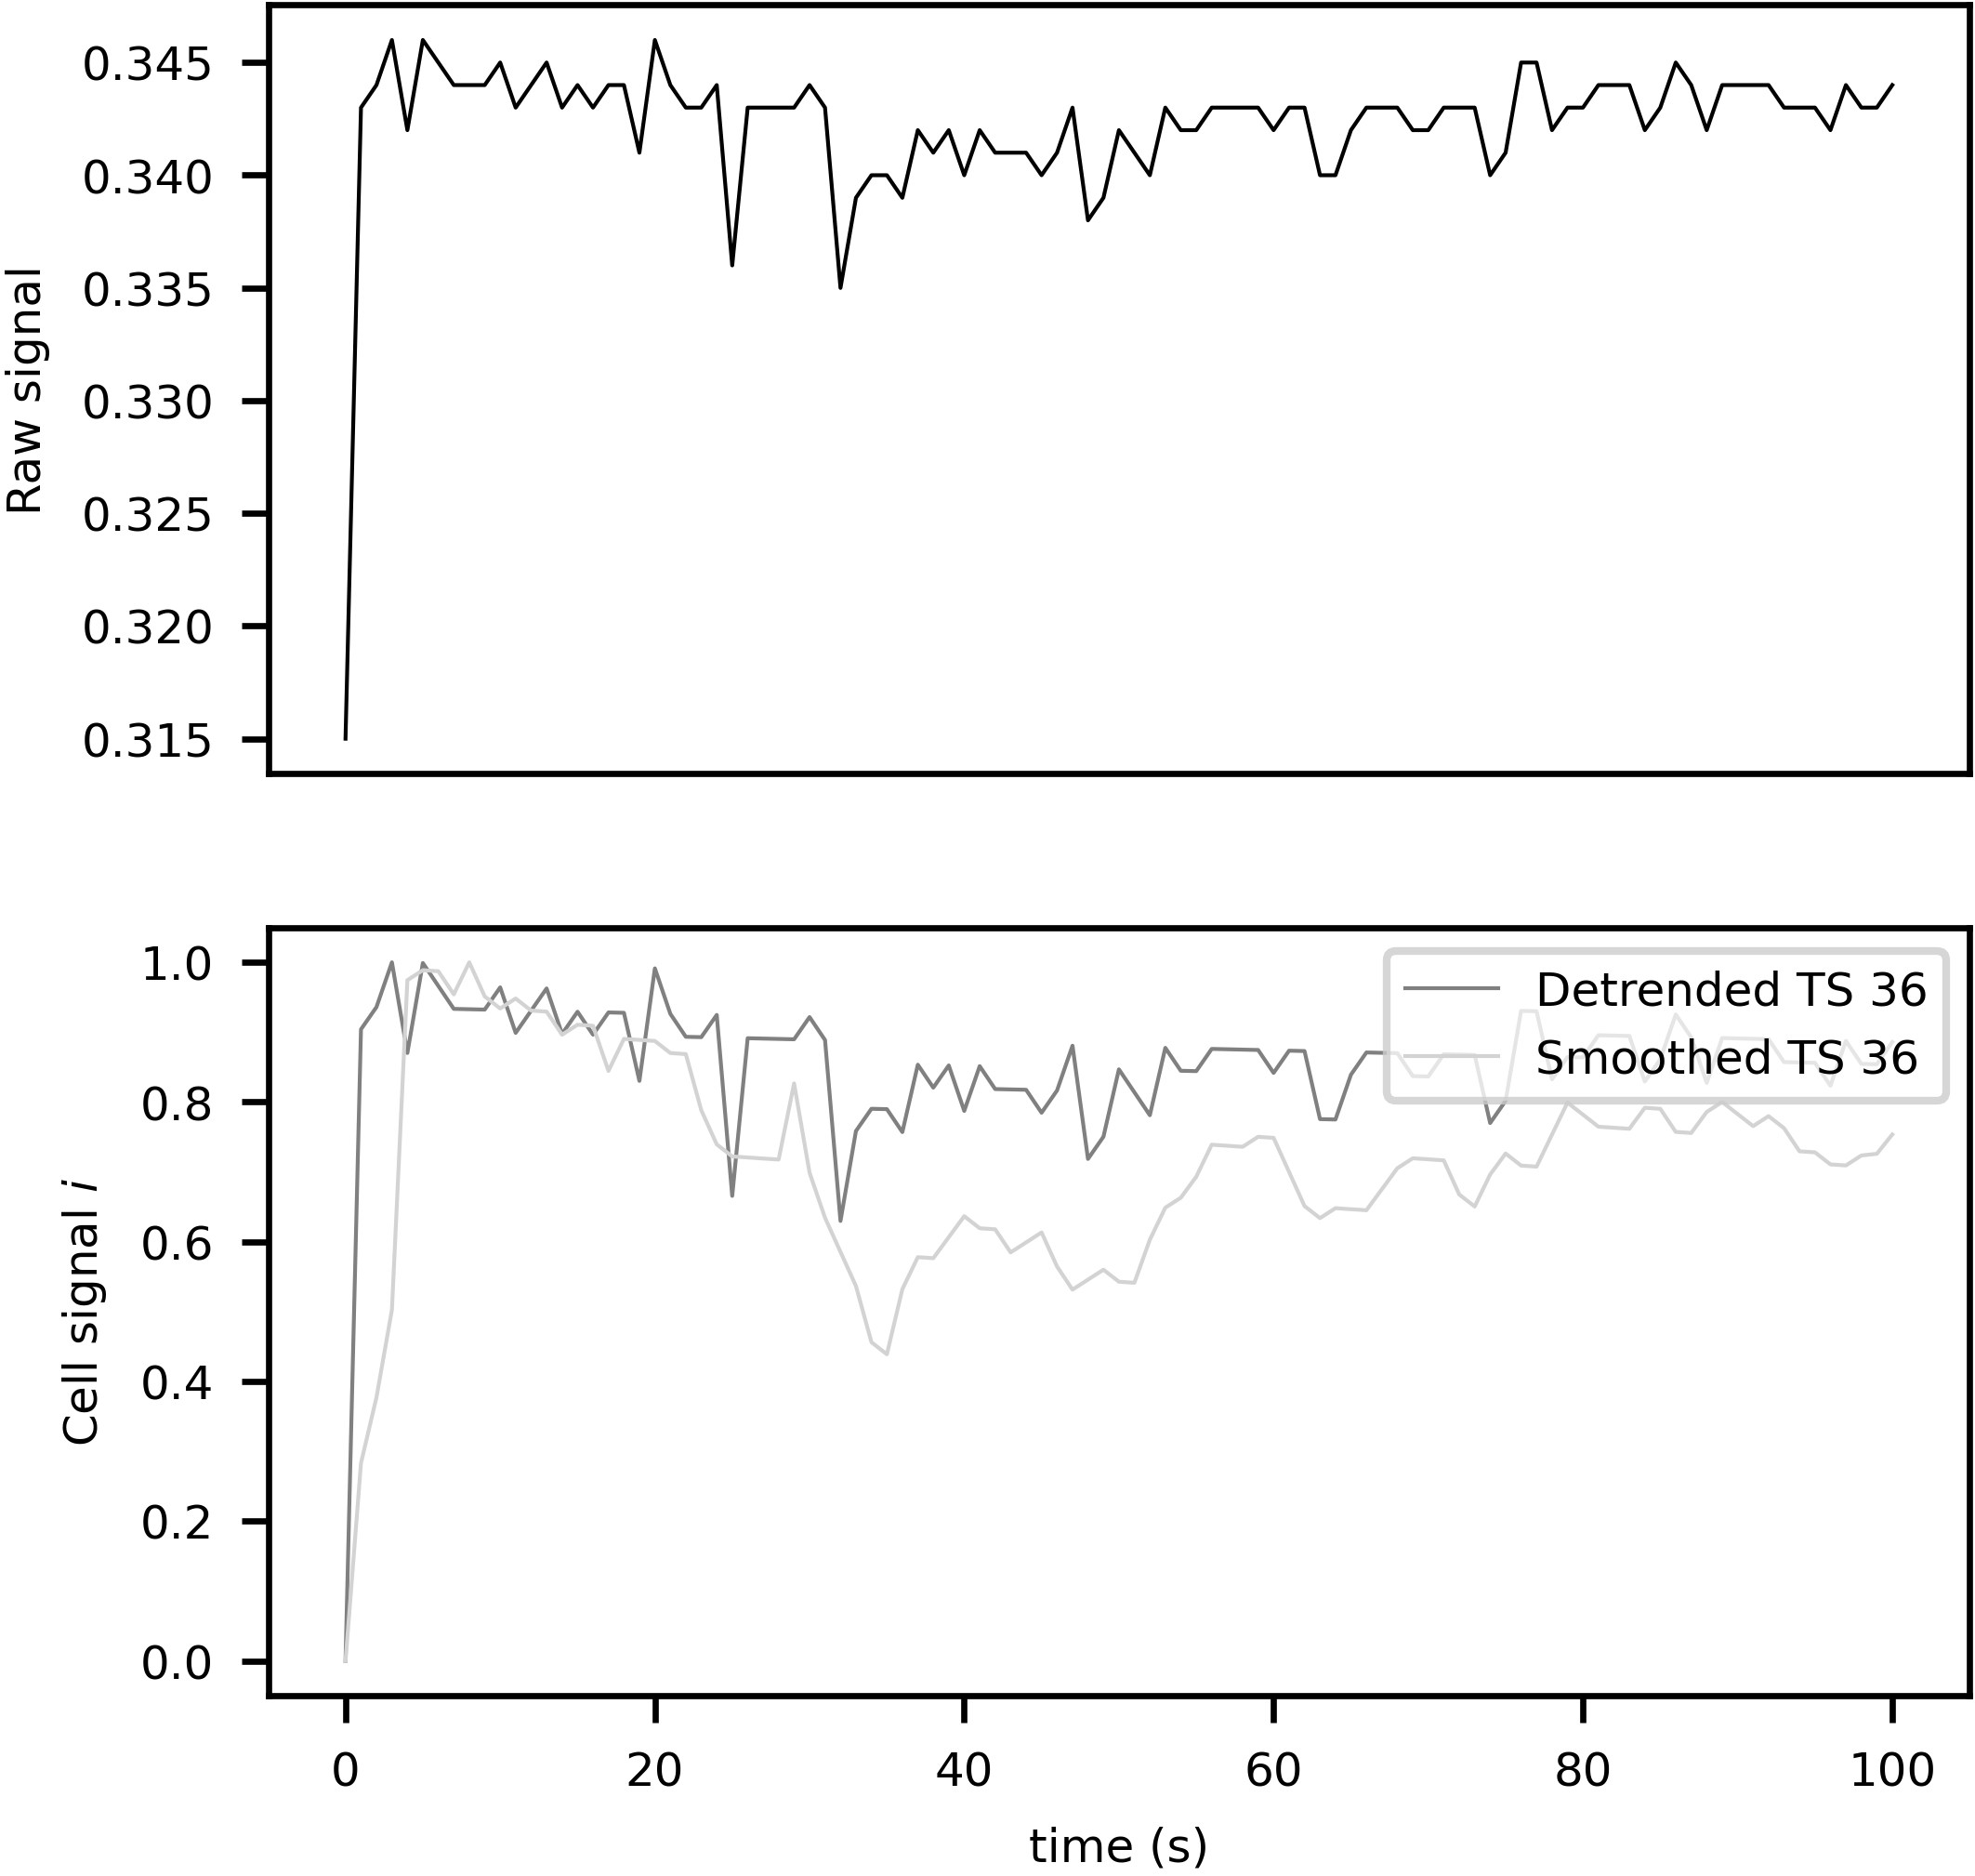 Raw signal
0.345
0.340
0.335
0.330
0.325
0.320
0.315
Cell signal i
1.0
0.8
0.6
0.4
0.2
0.0
Detrended TS 36
Smoothed TS 36
0 20 40 60 80 100
time (s)